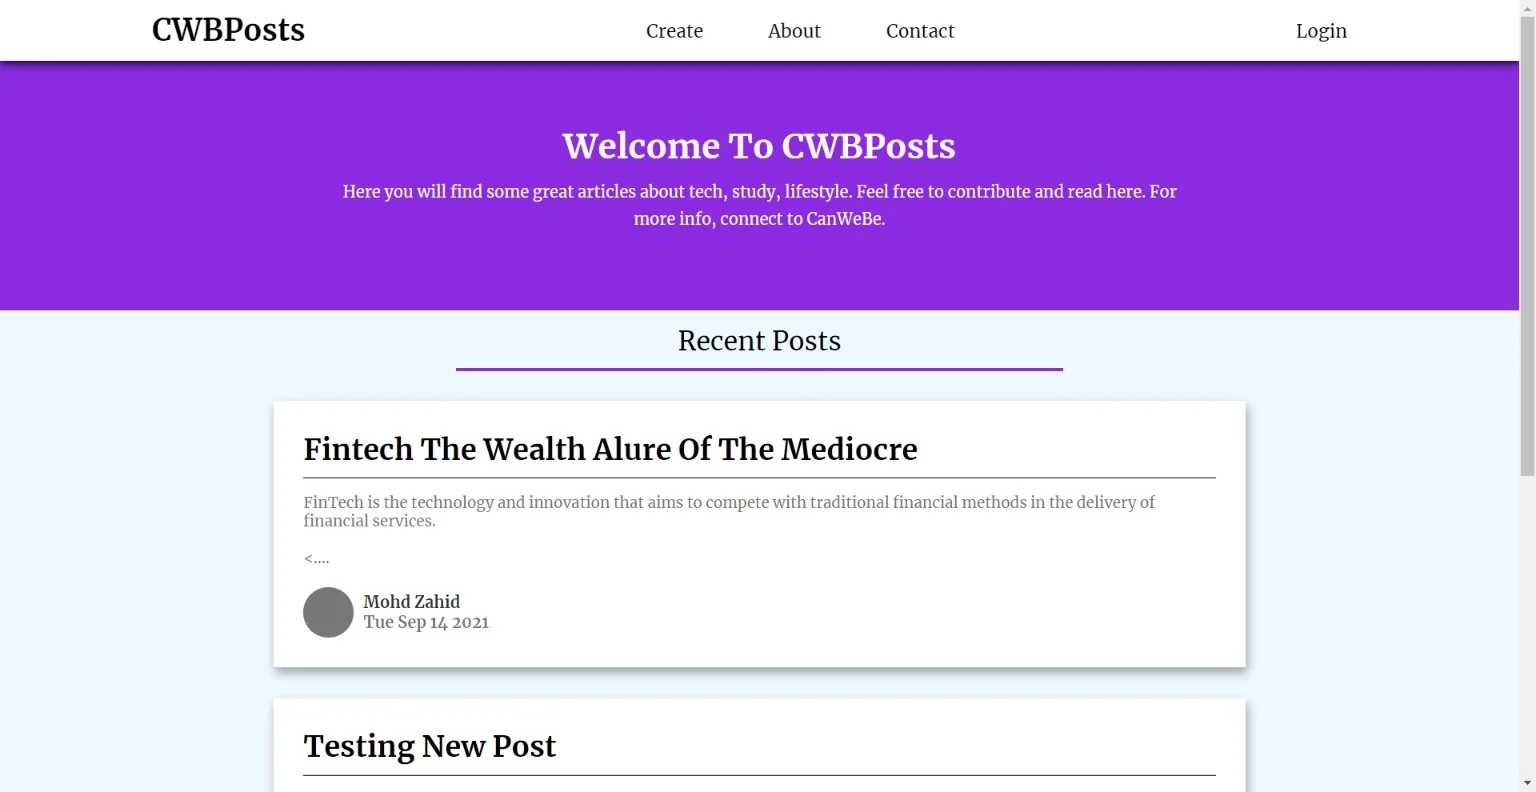 CWBPosts
Create
About
Contact
Login
Welcome To CWBPosts
Here you will find some great articles about tech, study, lifestyle. Feel free to contribute and read here. For
more info, connect to CanWeBe.
Recent Posts
Fintech The Wealth Alure Of The Mediocre
FinTech is the technology and innovation that aims to compete with traditional financial methods in the delivery of
financial services.
<....
Mohd Zahid
Tue Sep 14 2021
Testing New Post